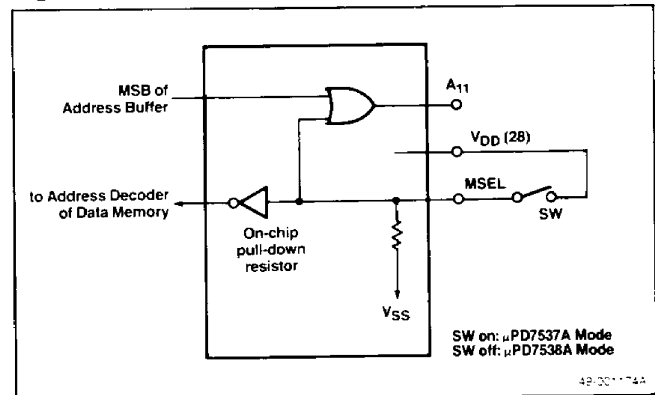 MSB of
Address Buffer
A11
VDD (28)
to Address Decoder
of Data Memory
MSEL
SW
On-chip
pull-down
resistor
VSS
SW on: μPD7537A Mode
SW off: μPD7538A Mode